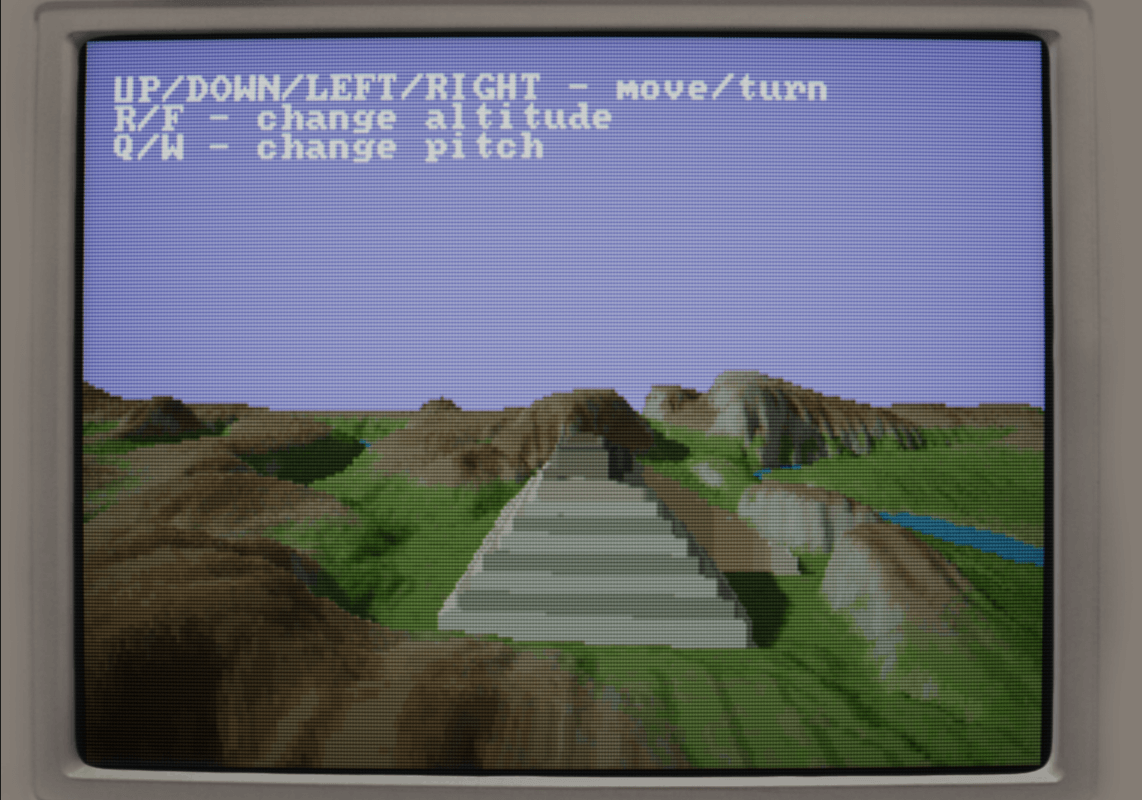 UP/DOWN/LEFT/RIGHT - move/turn
R/F - change altitude
Q/W - change pitch